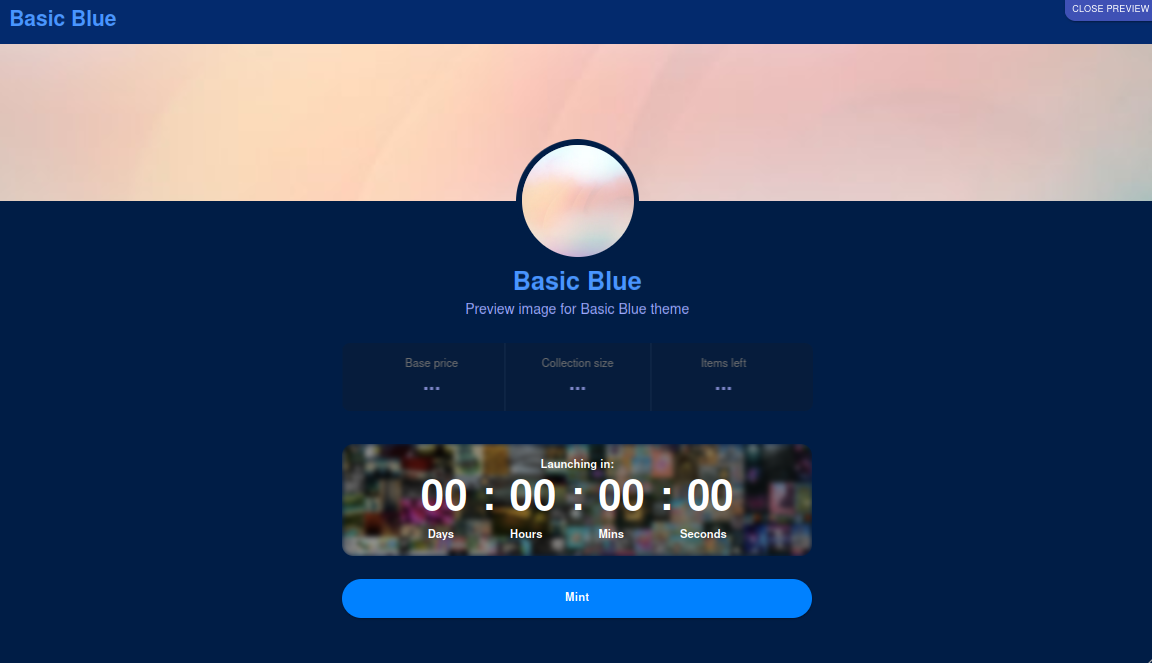 Basic Blue
CLOSE PREVIEW
Basic Blue
Preview image for Basic Blue theme
Base price Collection size Items left
--- --- ---
Launching in:
00 : 00 : 00 : 00
Days Hours Mins Seconds
Mint